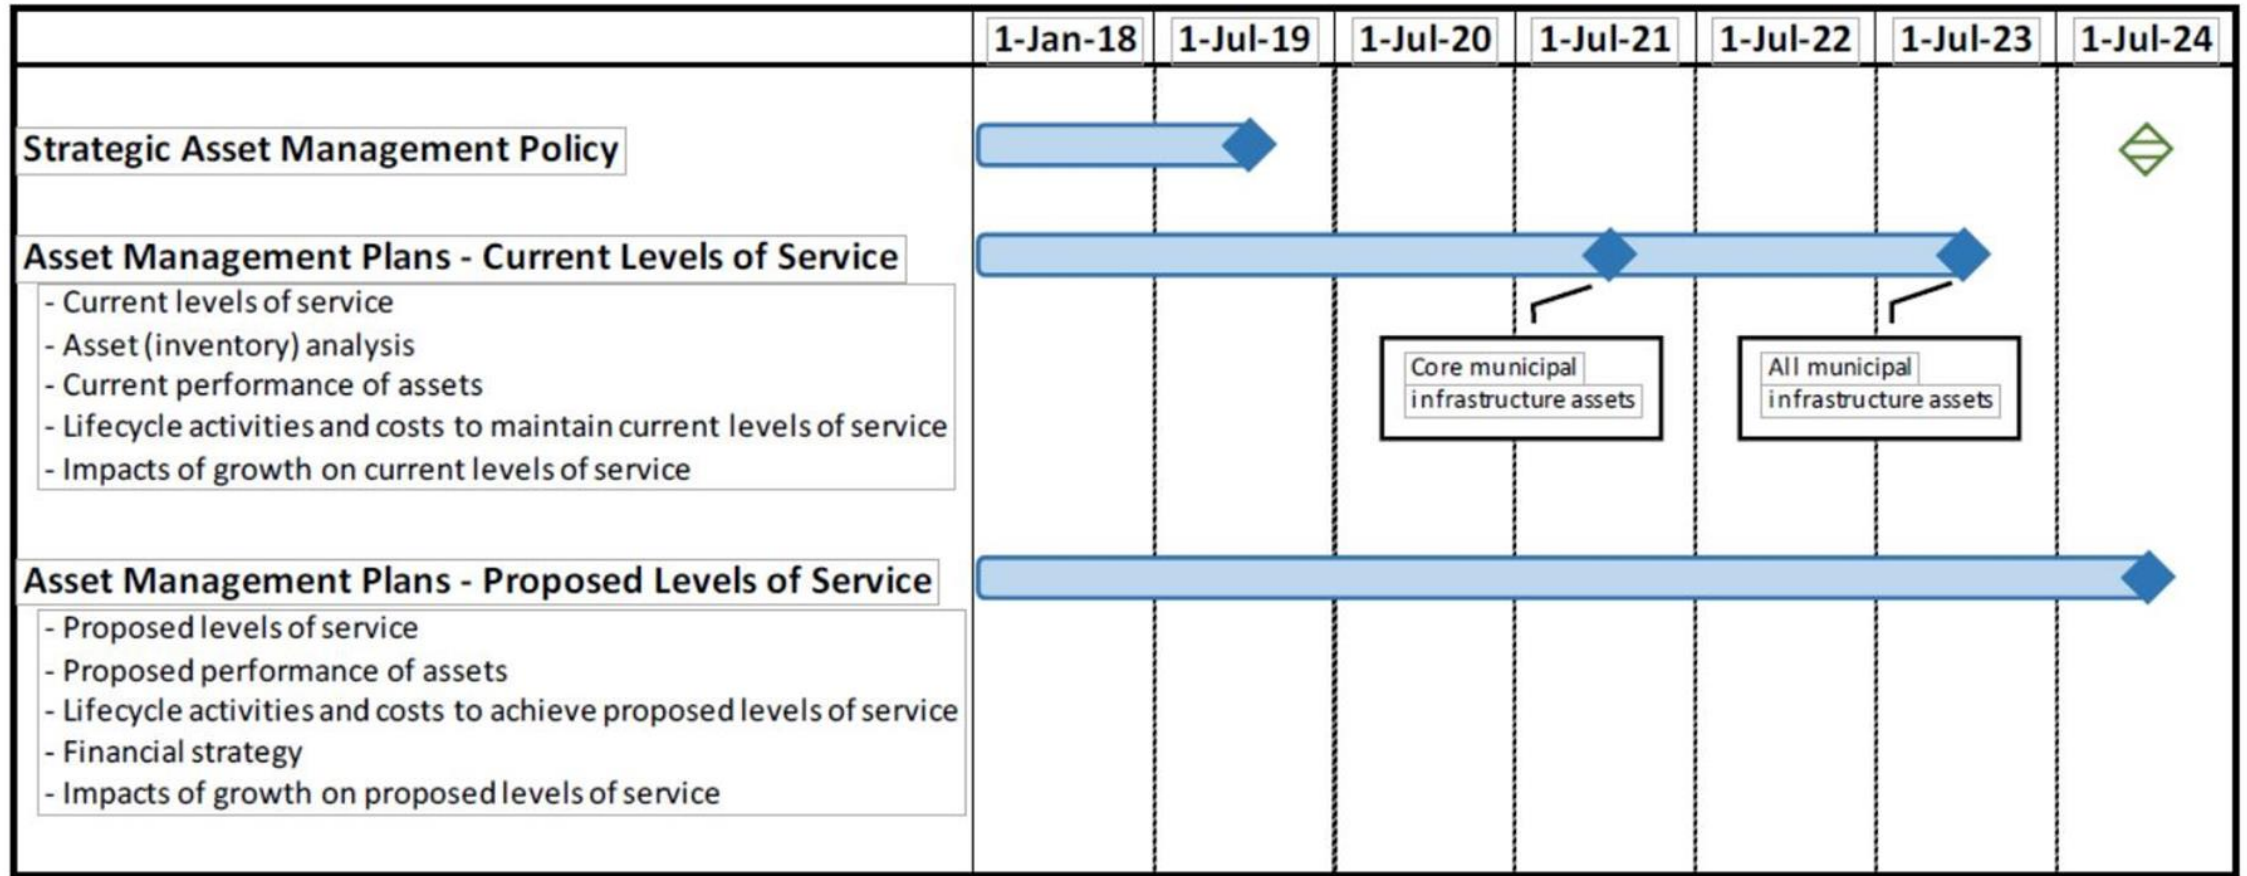 1-Jan-18 1-Jul-19 1-Jul-20 1-Jul-21 1-Jul-22 1-Jul-23 1-Jul-24
Strategic Asset Management Policy
Asset Management Plans - Current Levels of Service
- Current levels of service
- Asset (inventory) analysis
- Current performance of assets
- Lifecycle activities and costs to maintain current levels of service
- Impacts of growth on current levels of service
Core municipal
infrastructure assets
All municipal
infrastructure assets
Asset Management Plans - Proposed Levels of Service
- Proposed levels of service
- Proposed performance of assets
- Lifecycle activities and costs to achieve proposed levels of service
- Financial strategy
- Impacts of growth on proposed levels of service